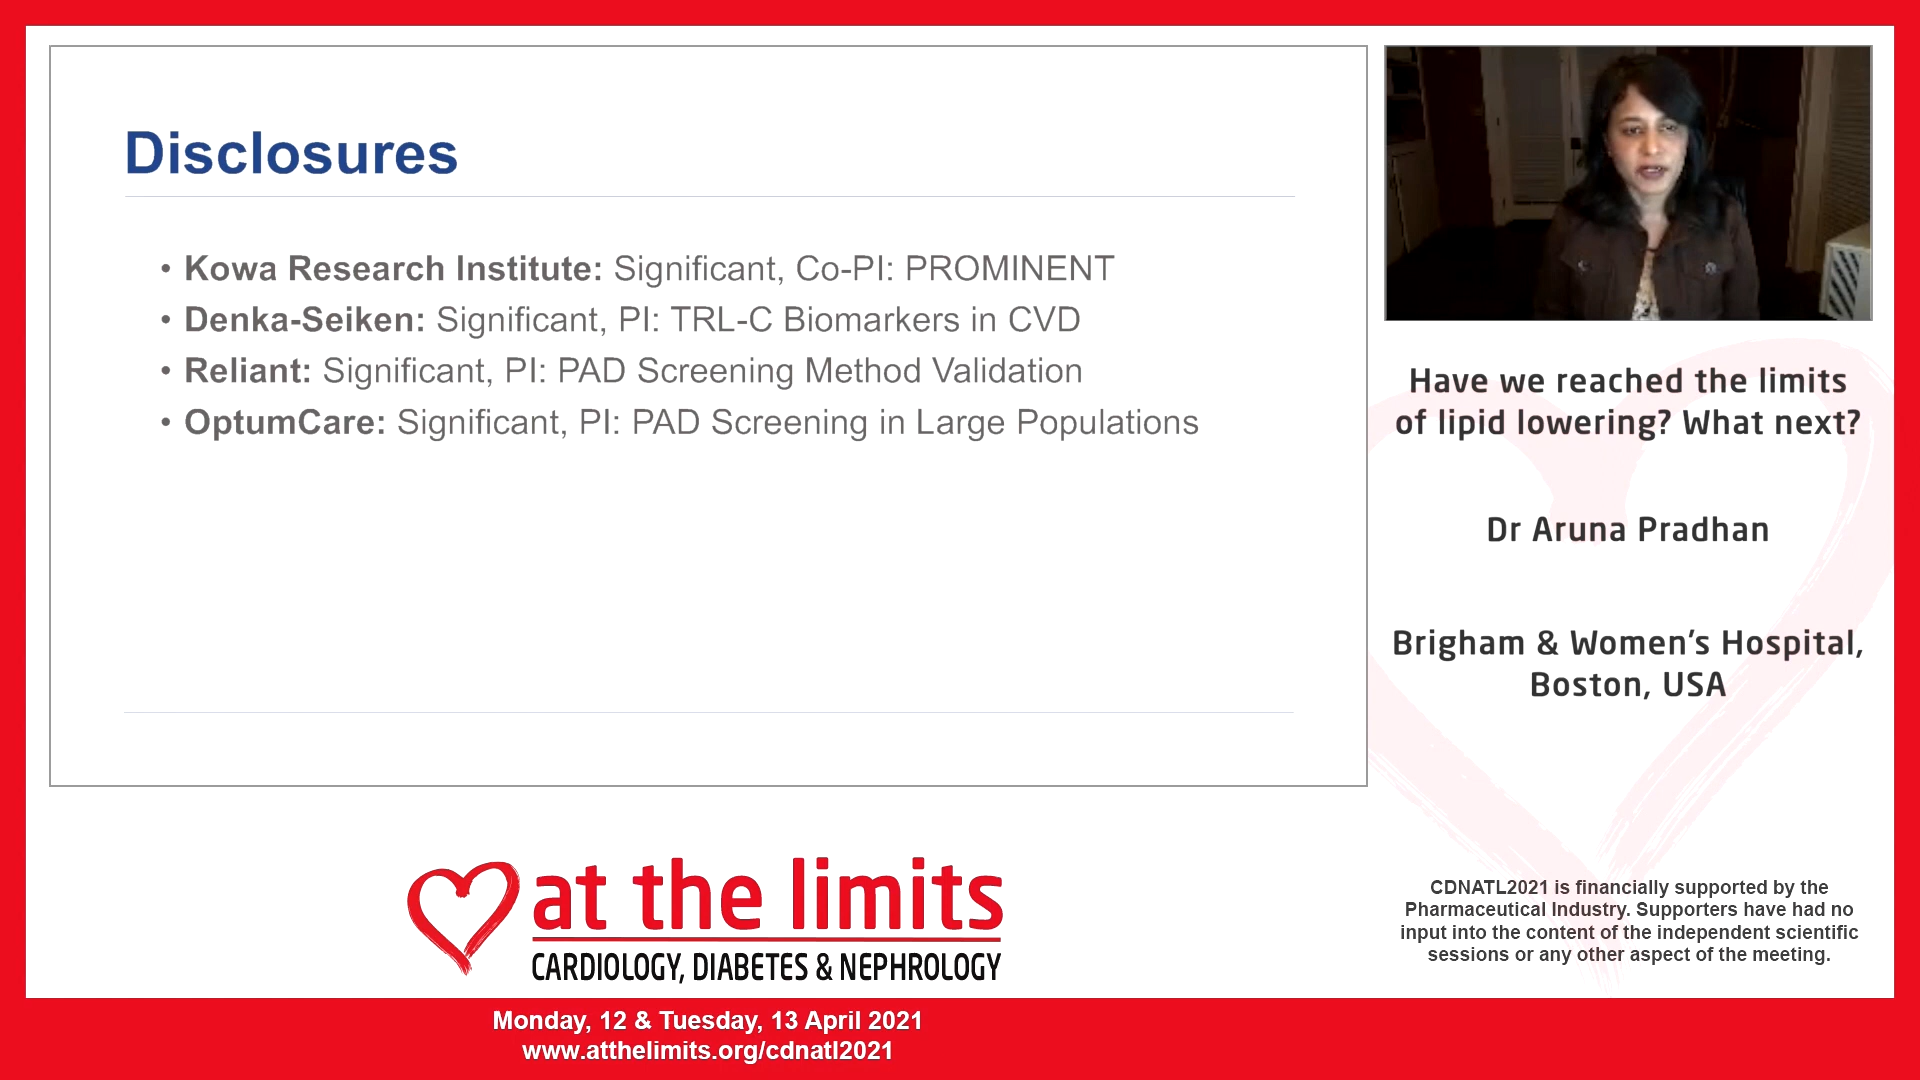 Disclosures
• Kowa Research Institute: Significant, Co-PI: PROMINENT
• Denka-Seiken: Significant, PI: TRL-C Biomarkers in CVD
• Reliant: Significant, PI: PAD Screening Method Validation
• OptumCare: Significant, PI: PAD Screening in Large Populations
Have we reached the limits
of lipid lowering? What next?
Dr Aruna Pradhan
Brigham & Women's Hospital,
Boston, USA
at the limits
CARDIOLOGY, DIABETES & NEPHROLOGY
CDNATL2021 is financially supported by the
Pharmaceutical Industry. Supporters have had no
input into the content of the independent scientific
sessions or any other aspect of the meeting.
Monday, 12 & Tuesday, 13 April 2021
www.atthelimits.org/cdnatl2021